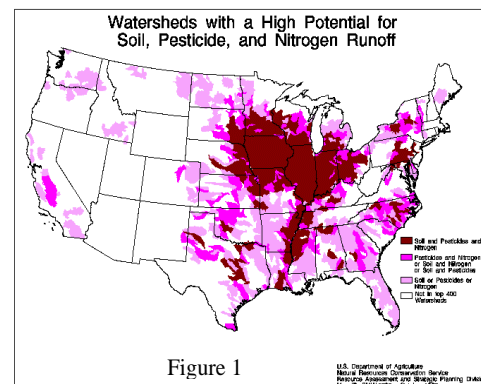 Watersheds with a High Potential for
Soil, Pesticide, and Nitrogen Runoff
Soil and Pesticides and
Nitrogen
Pesticides and Nitrogen
or Soil and Nitrogen
or Soil and Pesticides
Soil or Pesticides or
Nitrogen
Not in top 400
Watersheds
Figure 1
U.S. Department of Agriculture
Natural Resources Conservation Service
Resource Assessment and Strategic Planning Divis